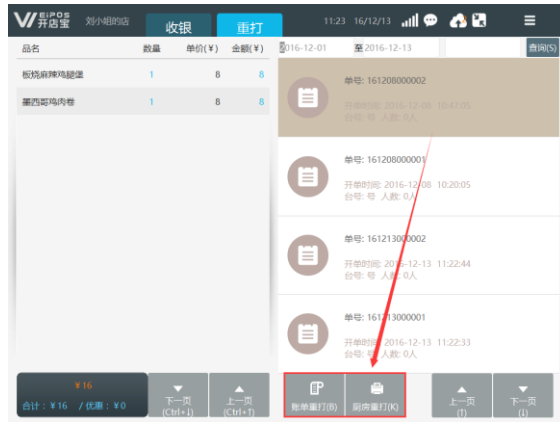 EiPOS
开店宝
刘小姐的店
收银
重打
11:23 16/12/13
品名 数量 单价(¥) 金额(¥)
板烧麻辣鸡腿堡 1 8 8
墨西哥鸡肉卷 1 8 8
2016-12-01 至 2016-12-13 查询(S)
单号: 161208000002
开单时间: 2016-12-08 10:47:05
台号: 号 人数: 0人
单号: 161208000001
开单时间: 2016-12-08 10:20:05
台号: 号 人数: 0人
单号: 161213000002
开单时间: 2016-12-13 11:22:44
台号: 号 人数: 0人
单号: 161213000001
开单时间: 2016-12-13 11:22:33
台号: 号 人数: 0人
¥16
合计: ¥16 / 优惠: ¥0
下一页
(Ctrl+↓)
上一页
(Ctrl+↑)
账单重打(B)
厨房重打(K)
上一页
(↑)
下一页
(↓)